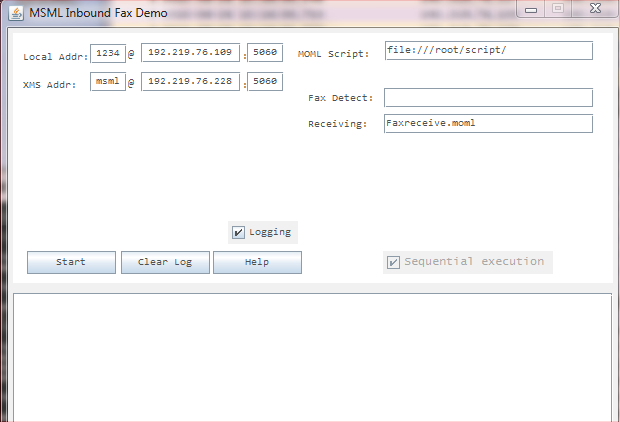 MSML Inbound Fax Demo
Local Addr: 1234 @ 192.219.76.109 : 5060 MOML Script: file:///root/script/
XMS Addr: msml @ 192.219.76.228 : 5060
Fax Detect:
Receiving: Faxreceive.moml
Logging
Start Clear Log Help Sequential execution